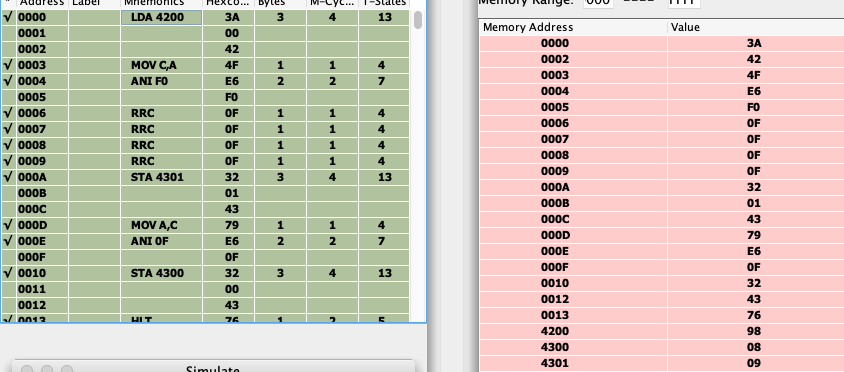 * Address Label Mnemonics Hexco... Bytes M-Cyc... T-States
√ 0000 LDA 4200 3A 3 4 13
0001 00
0002 42
√ 0003 MOV C,A 4F 1 1 4
√ 0004 ANI F0 E6 2 2 7
0005 F0
√ 0006 RRC 0F 1 1 4
√ 0007 RRC 0F 1 1 4
√ 0008 RRC 0F 1 1 4
√ 0009 RRC 0F 1 1 4
√ 000A STA 4301 32 3 4 13
000B 01
000C 43
√ 000D MOV A,C 79 1 1 4
√ 000E ANI 0F E6 2 2 7
000F 0F
√ 0010 STA 4300 32 3 4 13
0011 00
0012 43
√ 0013 HLT 76 1 2 5
Simulate
Memory Range: 000 ---- FFFF
Memory Address Value
0000 3A
0002 42
0003 4F
0004 E6
0005 F0
0006 0F
0007 0F
0008 0F
0009 0F
000A 32
000B 01
000C 43
000D 79
000E E6
000F 0F
0010 32
0012 43
0013 76
4200 98
4300 08
4301 09